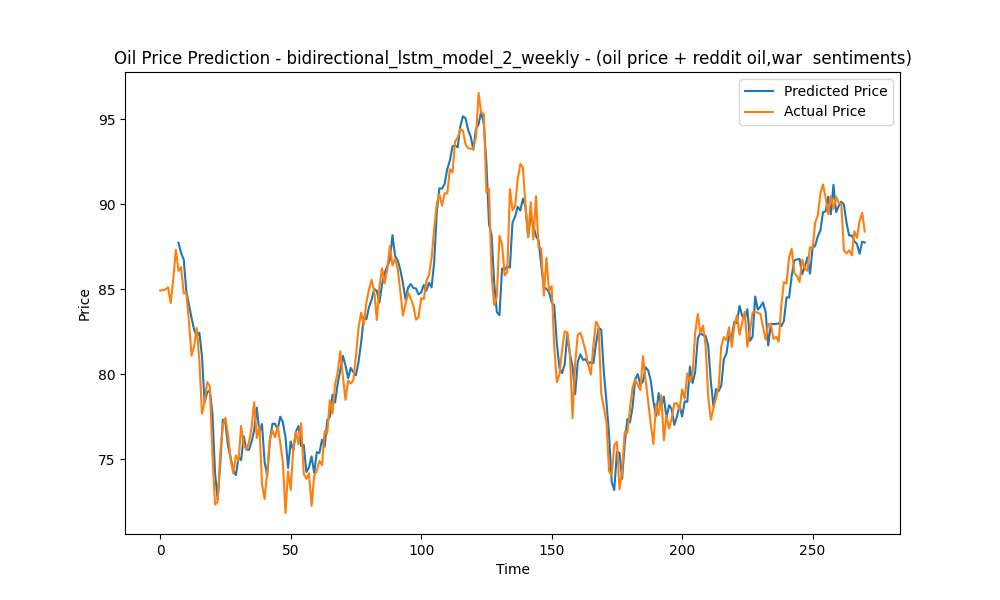 Oil Price Prediction - bidirectional_lstm_model_2_weekly - (oil price + reddit oil,war  sentiments)
Predicted Price
Actual Price
95
90
85
80
75
Price
0 50 100 150 200 250
Time